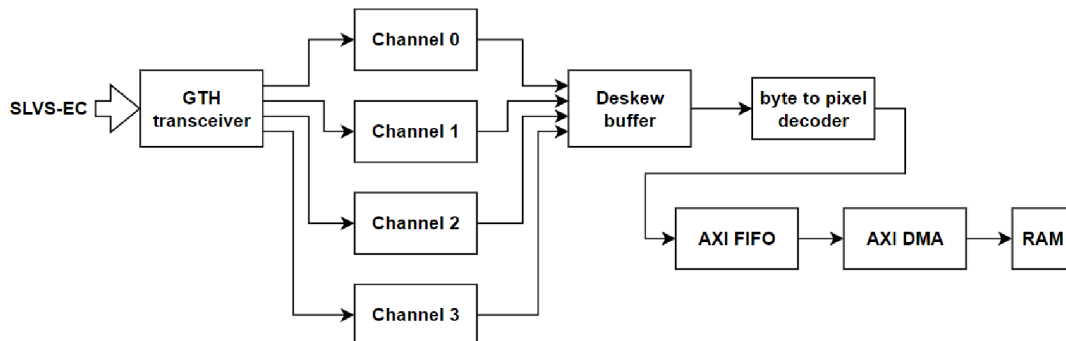 SLVS-EC
GTH
transceiver
Channel 0
Channel 1
Channel 2
Channel 3
Deskew
buffer
byte to pixel
decoder
AXI FIFO
AXI DMA
RAM